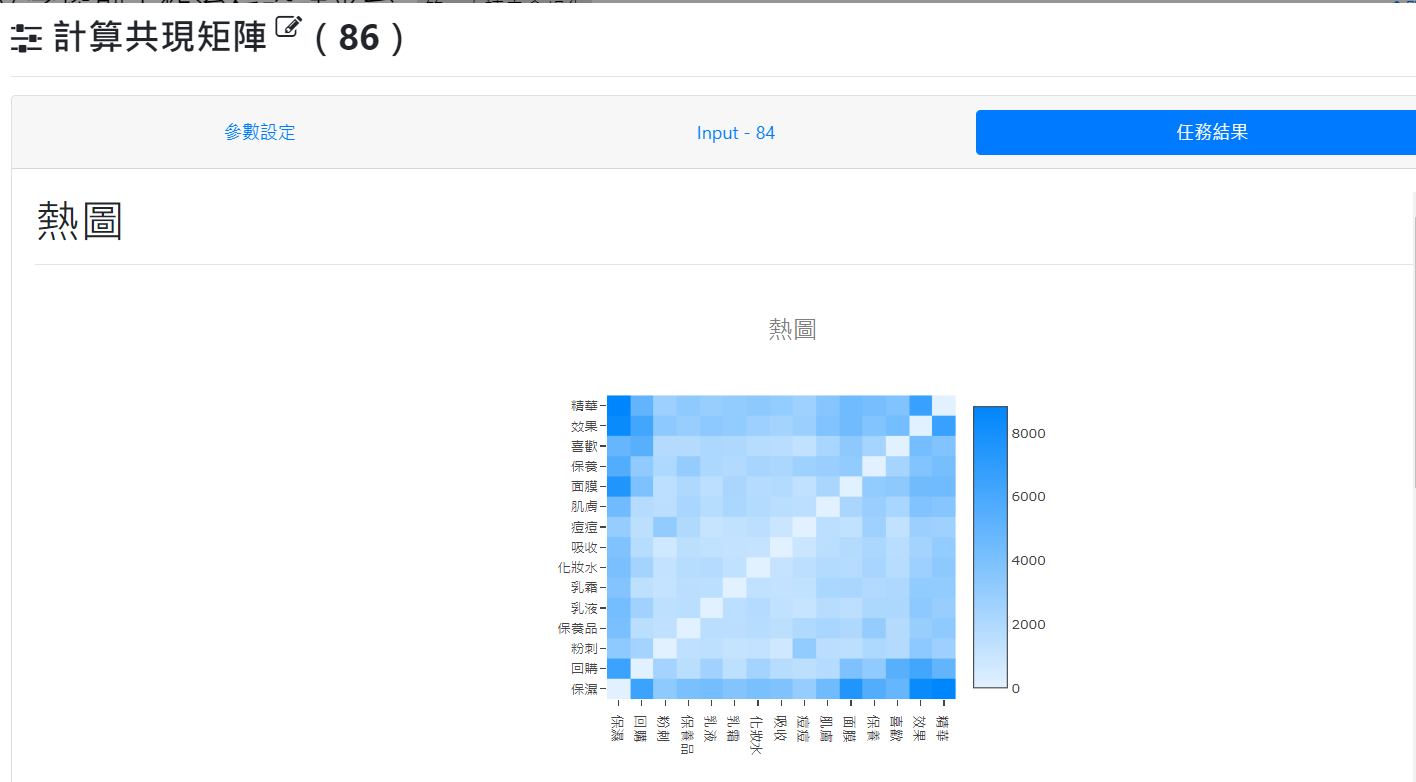 計算共現矩陣 ( 86 )
參數設定
Input - 84
任務結果
熱圖
熱圖
精華
效果
喜歡
保養
面膜
肌膚
痘痘
吸收
化妝水
乳霜
乳液
保養品
粉刺
回購
保濕
8000
6000
4000
2000
0
保濕
回購
粉刺
保養品
乳液
乳霜
化妝水
吸收
痘痘
肌膚
面膜
保養
喜歡
效果
精華